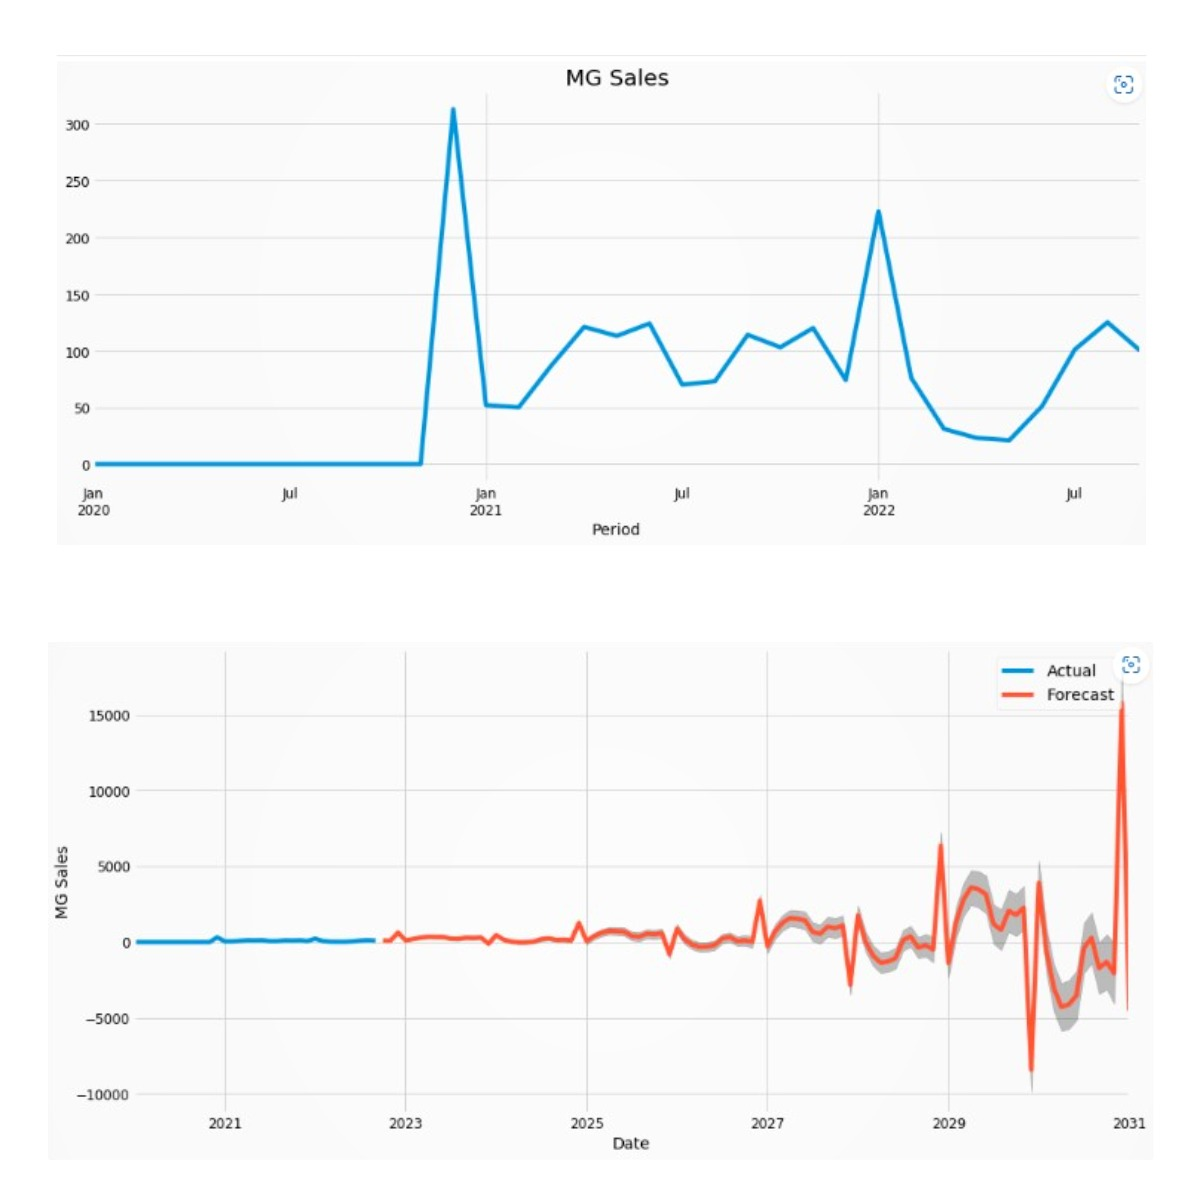 MG Sales
300
250
200
150
100
50
0
Jan Jul Jan Jul Jan Jul
2020 2021 2022
Period
Actual
Forecast
15000
10000
5000
0
−5000
−10000
MG Sales
2021 2023 2025 2027 2029 2031
Date